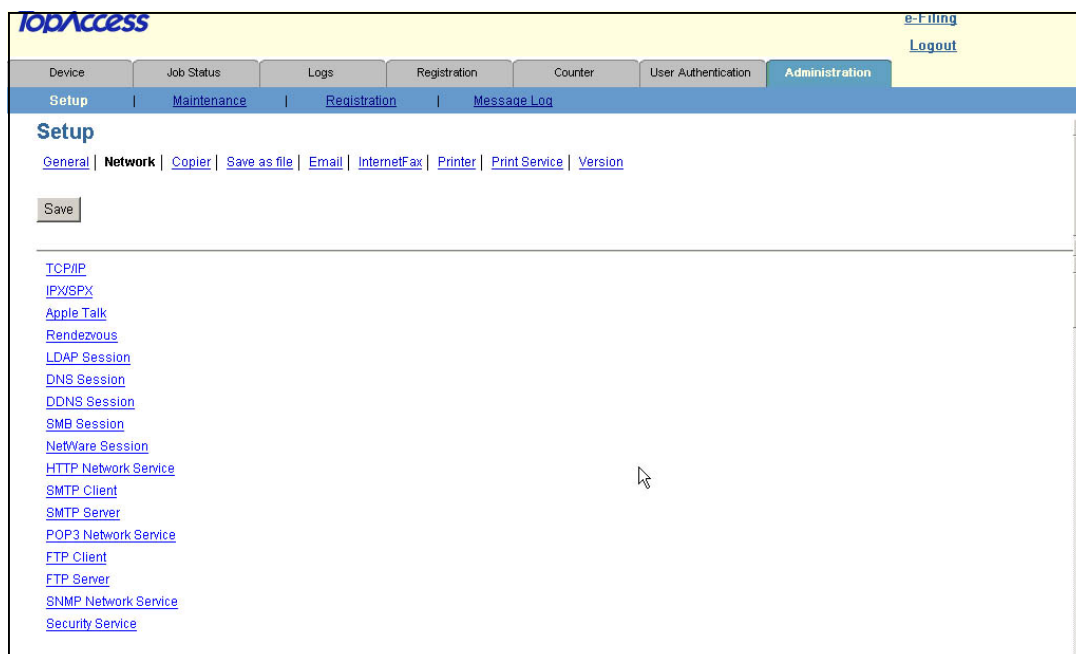 TopAccess
e-Filing
Logout
Device Job Status Logs Registration Counter User Authentication Administration
Setup | Maintenance | Registration | Message Log
Setup
General | Network | Copier | Save as file | Email | InternetFax | Printer | Print Service | Version
Save
TCP/IP
IPX/SPX
Apple Talk
Rendezvous
LDAP Session
DNS Session
DDNS Session
SMB Session
NetWare Session
HTTP Network Service
SMTP Client
SMTP Server
POP3 Network Service
FTP Client
FTP Server
SNMP Network Service
Security Service